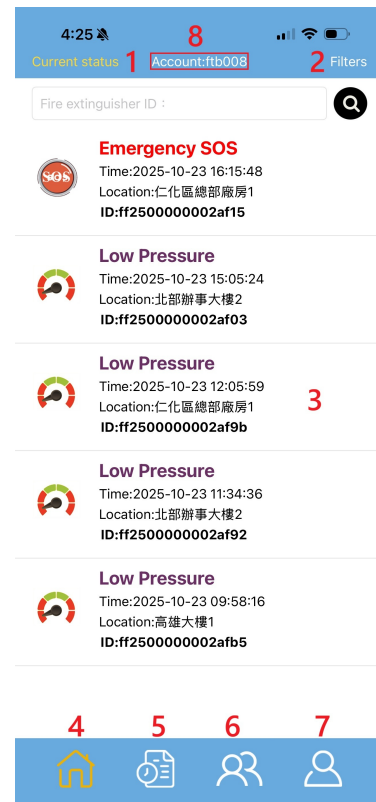 4:25
8
Current status 1 Account:ftb008 2 Filters
Fire extinguisher ID：
Emergency SOS
SOS
Time:2025-10-23 16:15:48
Location:仁化區總部廠房1
ID:ff2500000002af15
Low Pressure
Time:2025-10-23 15:05:24
Location:北部辦事大樓2
ID:ff2500000002af03
Low Pressure
Time:2025-10-23 12:05:59
Location:仁化區總部廠房1
3
ID:ff2500000002af9b
Low Pressure
Time:2025-10-23 11:34:36
Location:北部辦事大樓2
ID:ff2500000002af92
Low Pressure
Time:2025-10-23 09:58:16
Location:高雄大樓1
ID:ff2500000002afb5
4 5 6 7